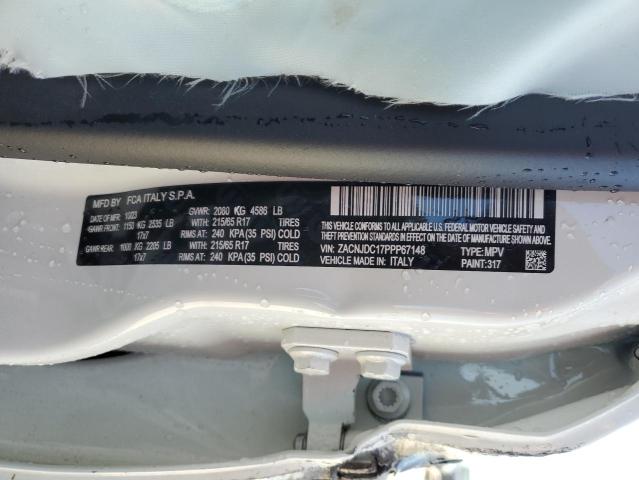 MFD BY FCA ITALY S.P.A.
DATE OF MFR 10/23 GVWR: 2080 KG 4586 LB
GAWR FRONT: 1150 KG 2535 LB WITH: 215/65 R17 TIRES
17x7 RIMS AT: 240 KPA (35 PSI) COLD
GAWR REAR: 1000 KG 2205 LB WITH: 215/65 R17 TIRES
17x7 RIMS AT: 240 KPA (35 PSI) COLD
THIS VEHICLE CONFORMS TO ALL
APPLICABLE U.S. FEDERAL MOTOR VEHICLE SAFETY AND
THEFT PREVENTION STANDARDS IN EFFECT ON THE
DATE OF MANUFACTURE SHOWN ABOVE.
VIN: ZACNJDC17PPP67148 TYPE: MPV
VEHICLE MADE IN: ITALY PAINT: 317